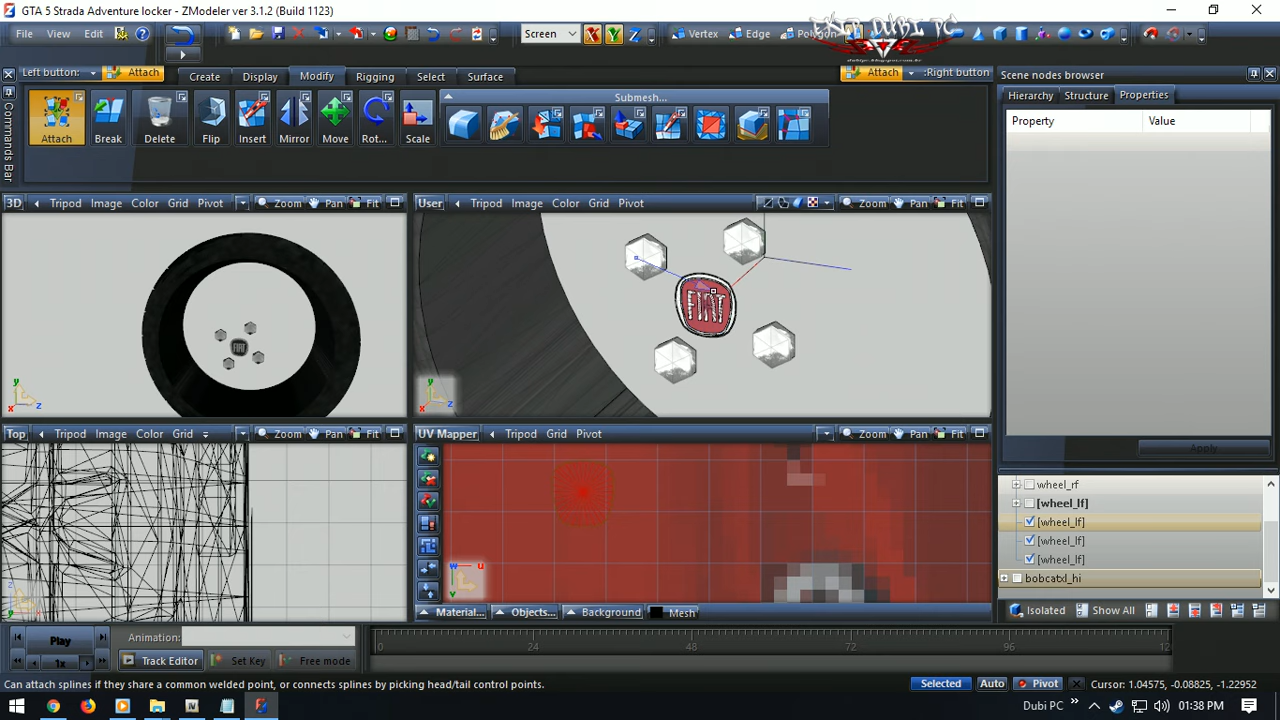 GTA 5 Strada Adventure locker - ZModeler ver 3.1.2 (Build 1123)
File View Edit Screen X Y Z Vertex Edge Polygon
EKER DUBI PC
Left button: Attach Create Display Modify Rigging Select Surface Attach :Right button
Commands Bar
Attach Break Delete Flip Insert Mirror Move Rot... Scale
Submesh...
Scene nodes browser
Hierarchy Structure Properties
Property Value
Apply
3D Tripod Image Color Grid Pivot Zoom Pan Fit
User Tripod Image Color Grid Pivot Zoom Pan Fit
FIAT
FIAT
Top Tripod Image Color Grid Zoom Pan Fit
UV Mapper Tripod Grid Pivot Zoom Pan Fit
wheel_rf
[wheel_lf]
[wheel_lf]
[wheel_lf]
[wheel_lf]
bobcatxl_hi
Isolated Show All
Material... Objects... Background Mesh
Play Animation:
1x Track Editor Set Key Free mode
0 24 48 72 96 12
Can attach splines if they share a common welded point, or connects splines by picking head/tail control points.
Selected Auto Pivot Cursor: 1.04575, -0.08825, -1.22952
Dubi PC 01:38 PM